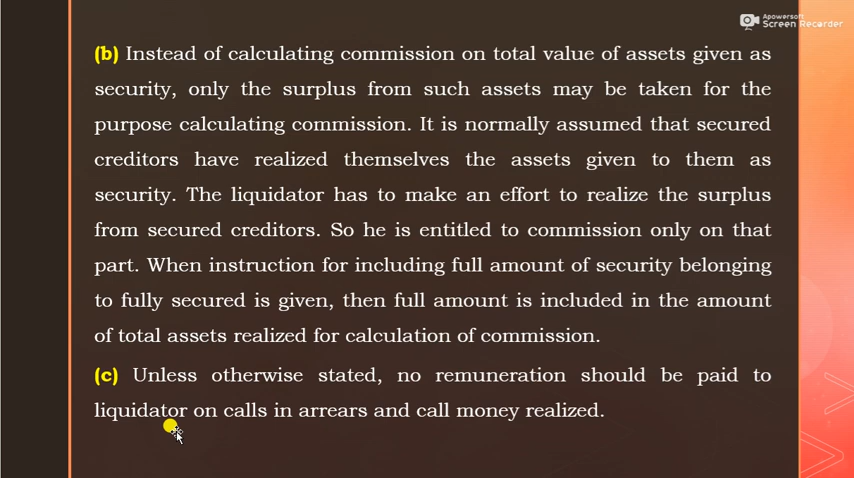 Apowersoft
Screen Recorder
(b) Instead of calculating commission on total value of assets given as
security, only the surplus from such assets may be taken for the
purpose calculating commission. It is normally assumed that secured
creditors have realized themselves the assets given to them as
security. The liquidator has to make an effort to realize the surplus
from secured creditors. So he is entitled to commission only on that
part. When instruction for including full amount of security belonging
to fully secured is given, then full amount is included in the amount
of total assets realized for calculation of commission.
(c) Unless otherwise stated, no remuneration should be paid to
liquidator on calls in arrears and call money realized.